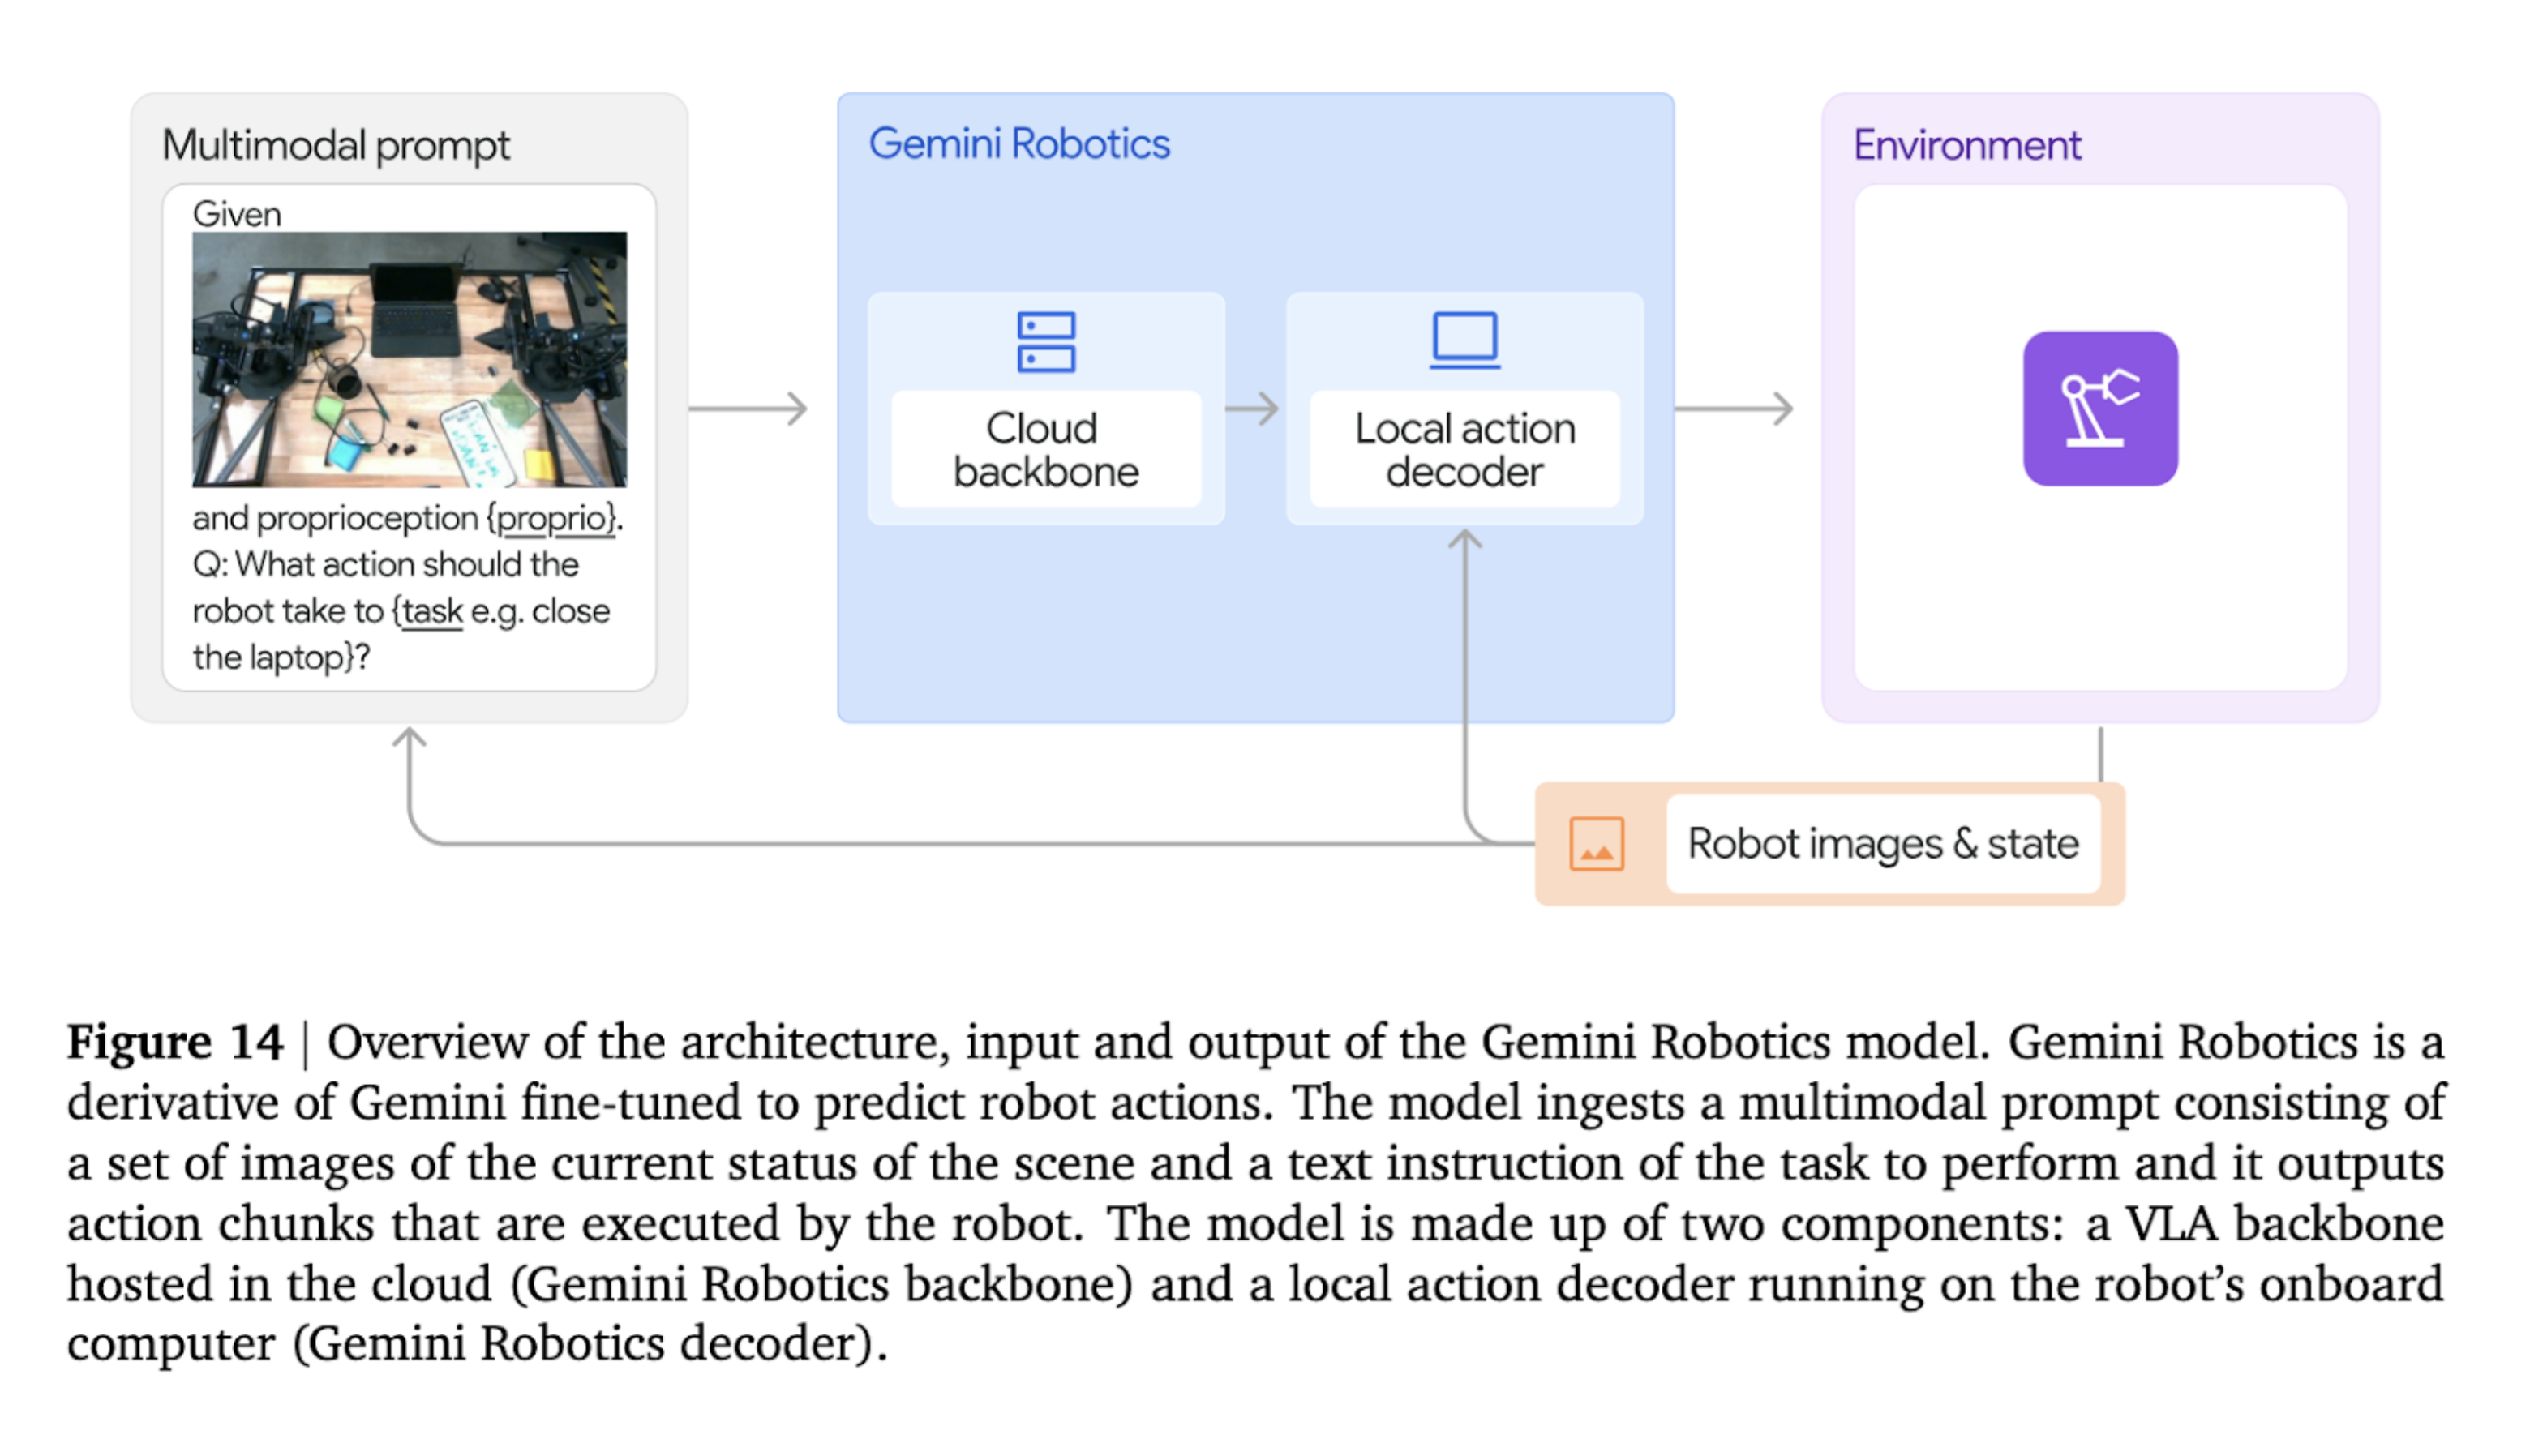 Multimodal prompt
Given
and proprioception {proprio}.
Q: What action should the
robot take to {task e.g. close
the laptop}?
Gemini Robotics
Cloud
backbone
Local action
decoder
Environment
Robot images & state
Figure 14 | Overview of the architecture, input and output of the Gemini Robotics model. Gemini Robotics is a
derivative of Gemini fine-tuned to predict robot actions. The model ingests a multimodal prompt consisting of
a set of images of the current status of the scene and a text instruction of the task to perform and it outputs
action chunks that are executed by the robot. The model is made up of two components: a VLA backbone
hosted in the cloud (Gemini Robotics backbone) and a local action decoder running on the robot’s onboard
computer (Gemini Robotics decoder).